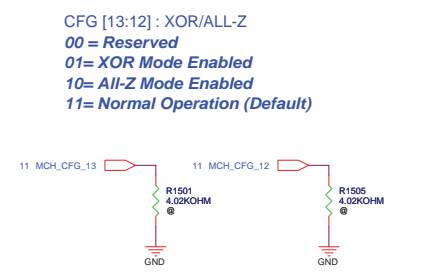 CFG [13:12] : XOR/ALL-Z
00 = Reserved
01= XOR Mode Enabled
10= All-Z Mode Enabled
11= Normal Operation (Default)
11 MCH_CFG_13
11 MCH_CFG_12
R1501
4.02KOHM
@
R1505
4.02KOHM
@
GND
GND